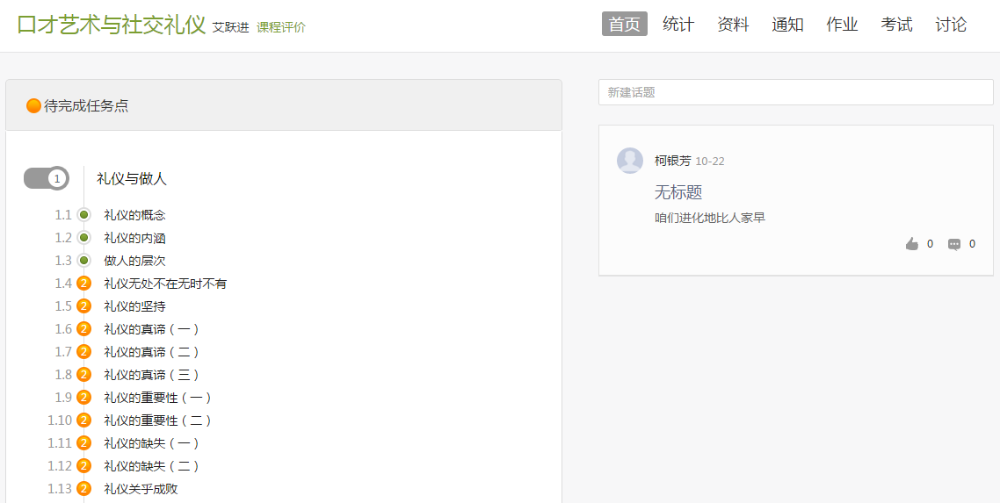 口才艺术与社交礼仪 艾跃进 课程评价
首页 统计 资料 通知 作业 考试 讨论
待完成任务点
1 礼仪与做人
1.1 礼仪的概念
1.2 礼仪的内涵
1.3 做人的层次
1.4 2 礼仪无处不在无时不有
1.5 2 礼仪的坚持
1.6 2 礼仪的真谛（一）
1.7 2 礼仪的真谛（二）
1.8 2 礼仪的真谛（三）
1.9 2 礼仪的重要性（一）
1.10 2 礼仪的重要性（二）
1.11 2 礼仪的缺失（一）
1.12 2 礼仪的缺失（二）
1.13 2 礼仪关乎成败
新建话题
柯银芳 10-22
无标题
咱们进化地比人家早
0 0